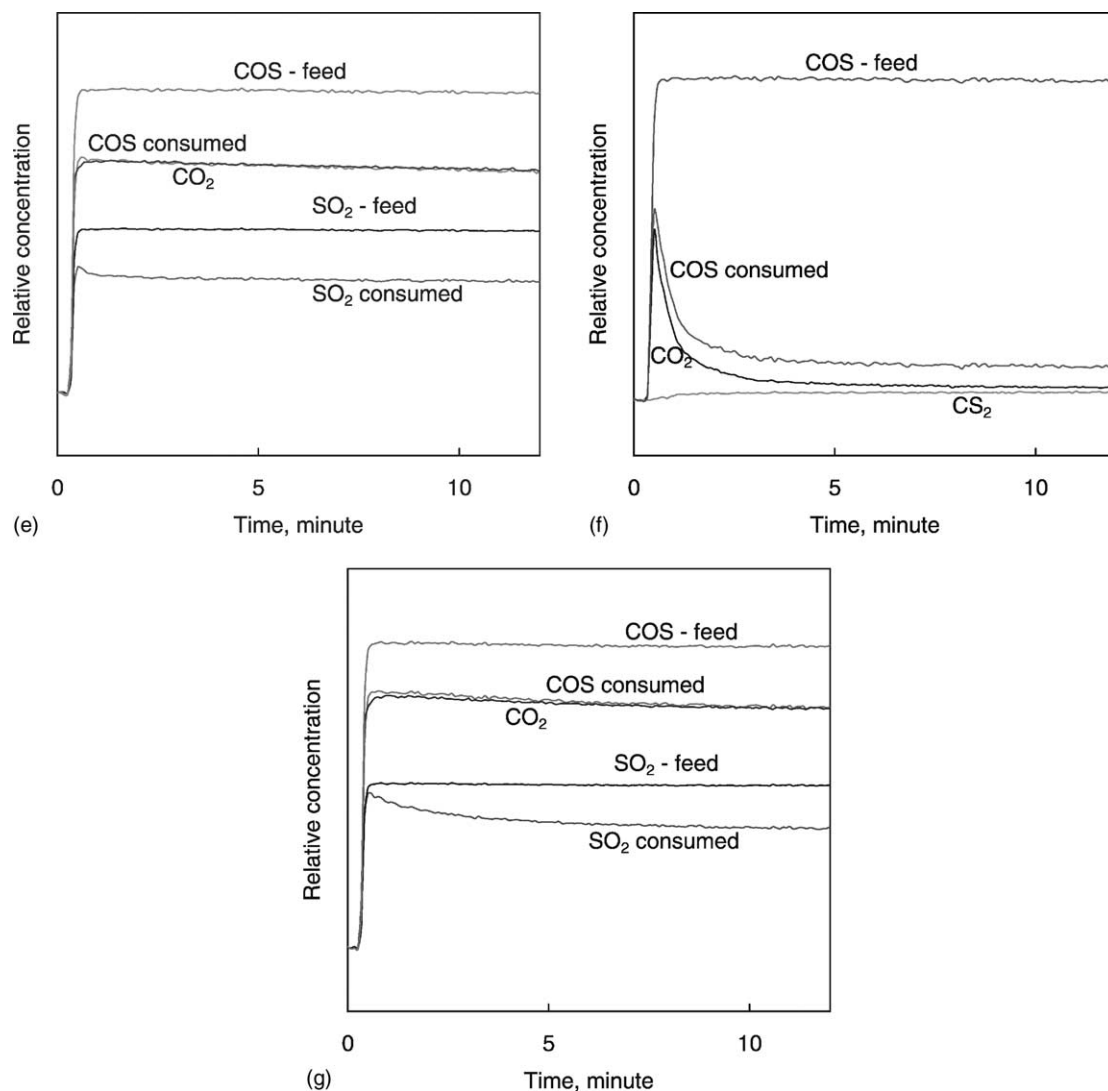 COS - feed
COS consumed
CO₂
SO₂ - feed
SO₂ consumed
Relative concentration
0
5
10
Time, minute
(e)
COS - feed
COS consumed
CO₂
CS₂
Relative concentration
0
5
10
Time, minute
(f)
COS - feed
COS consumed
CO₂
SO₂ - feed
SO₂ consumed
Relative concentration
0
5
10
Time, minute
(g)